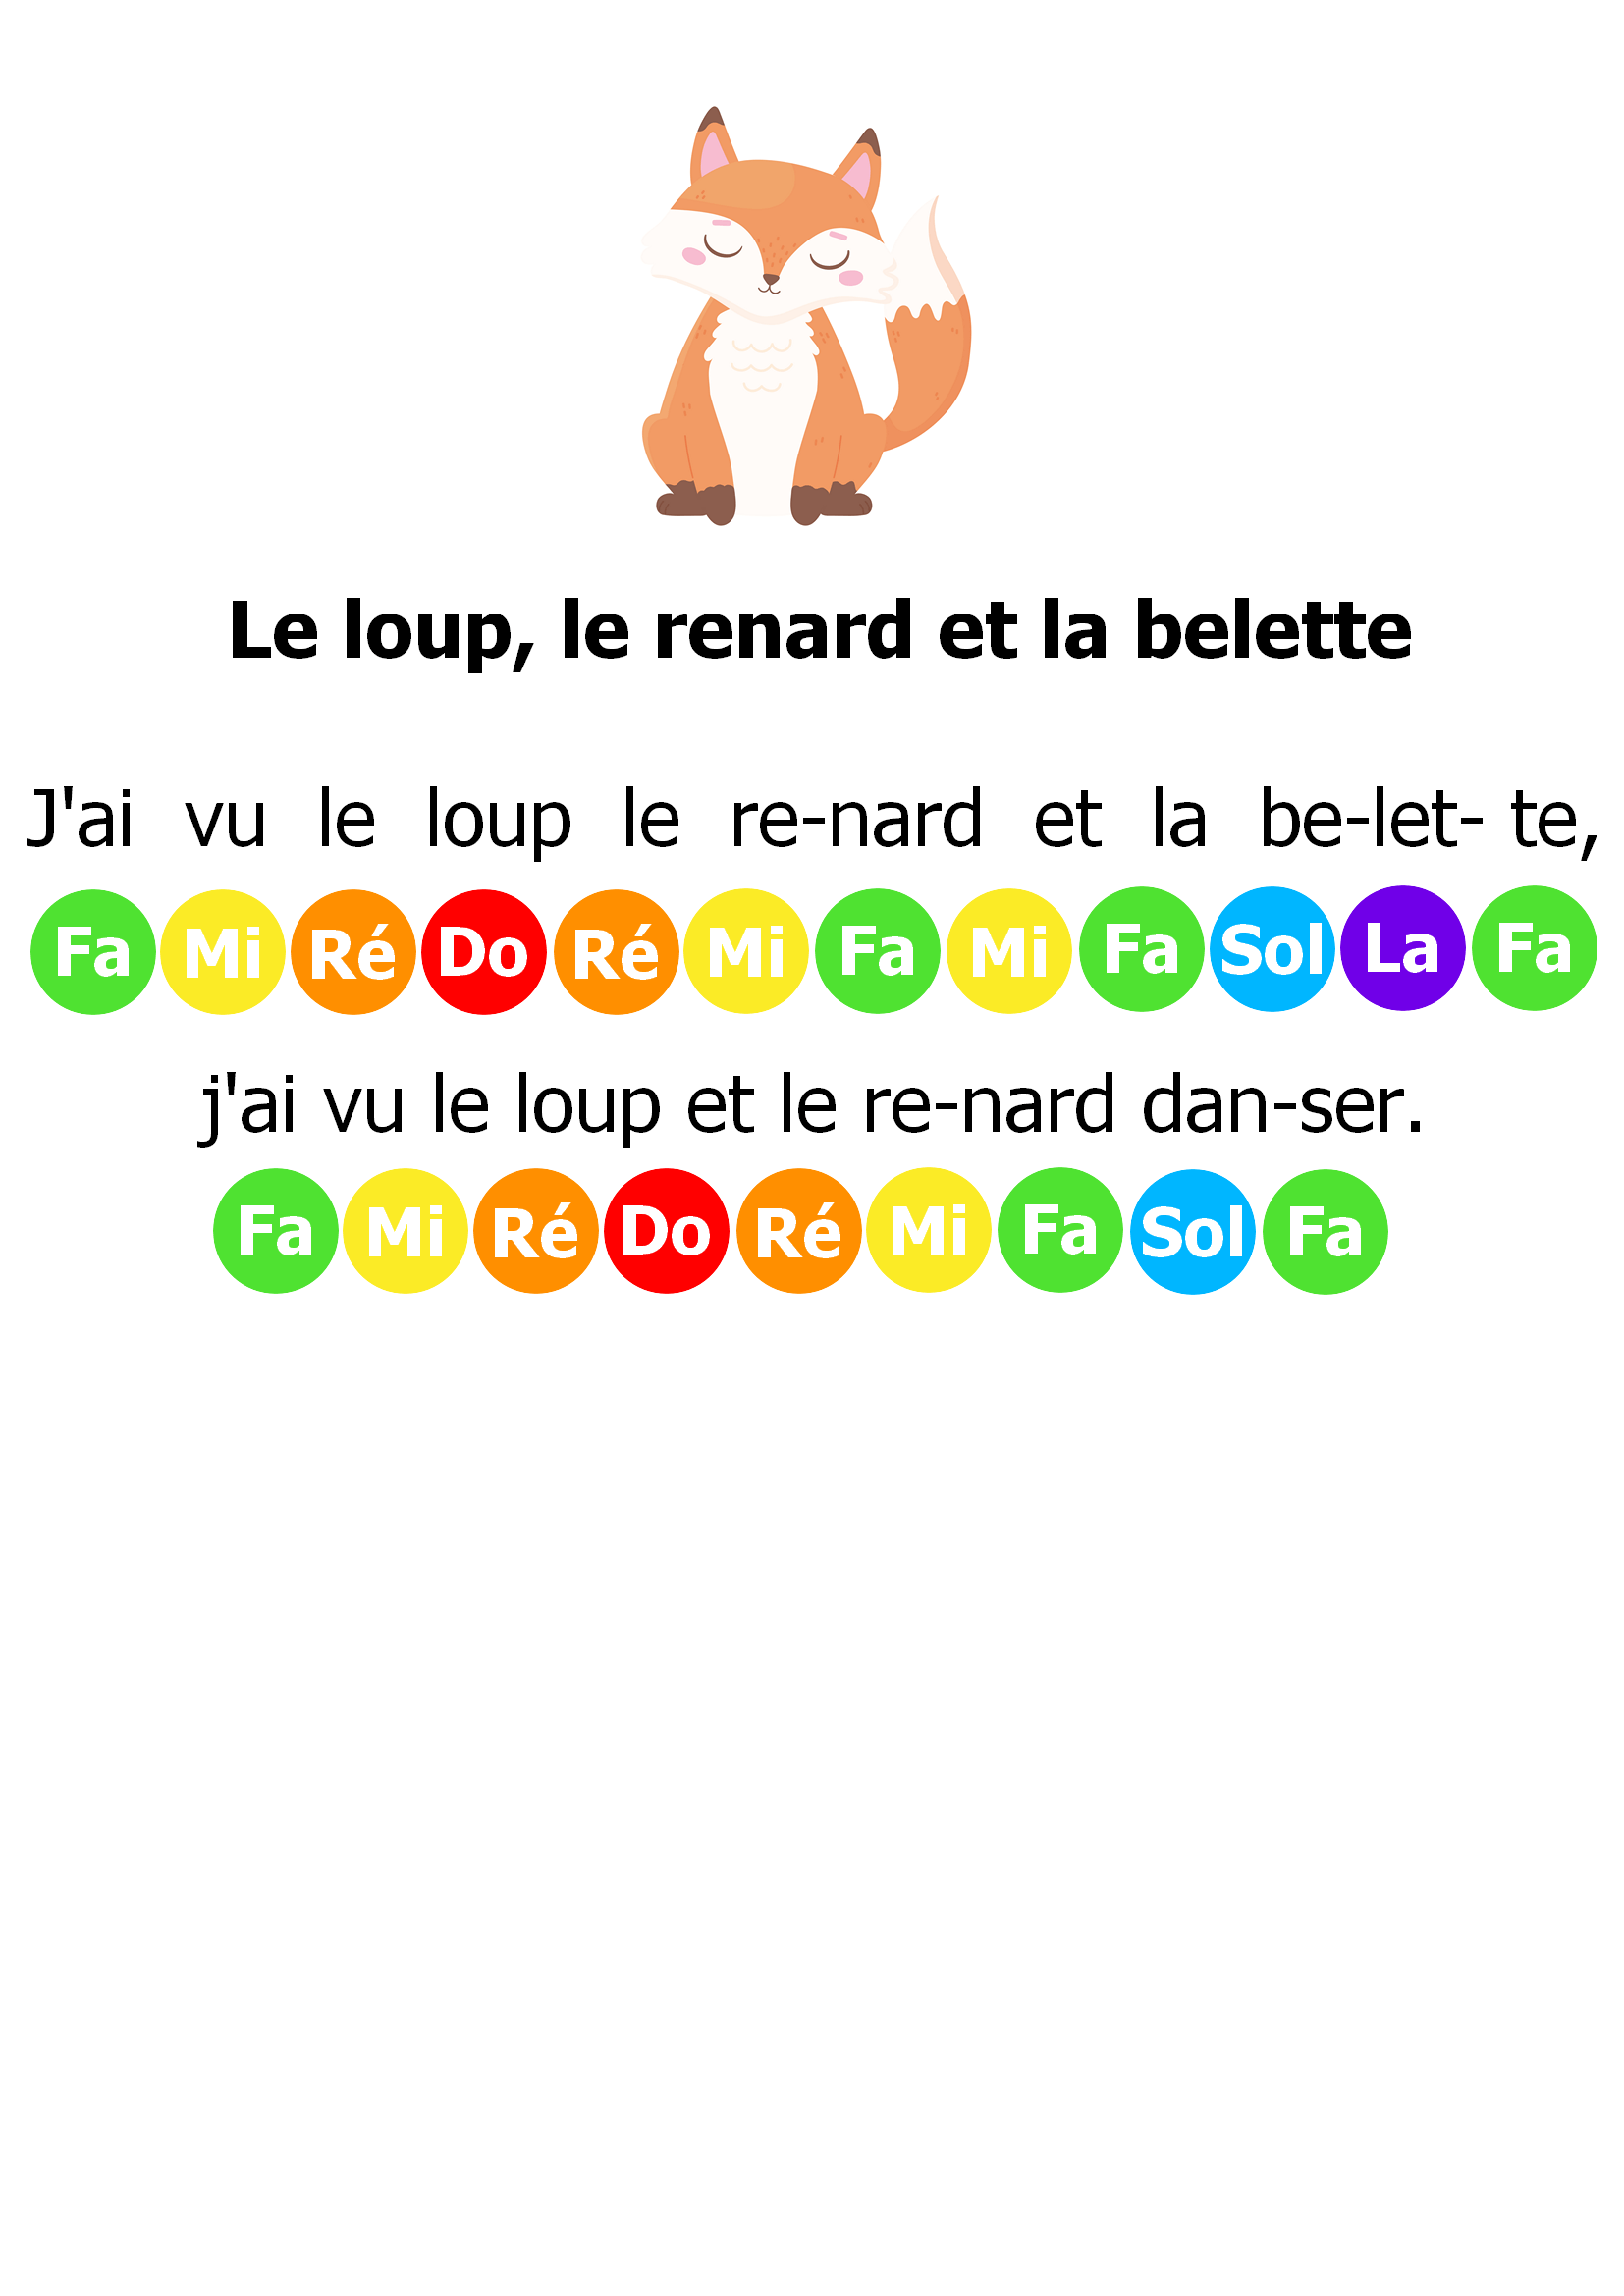 Le loup, le renard et la belette
J'ai vu le loup le re-nard et la be-let- te,
Fa Mi Ré Do Ré Mi Fa Mi Fa Sol La Fa
j'ai vu le loup et le re-nard dan-ser.
Fa Mi Ré Do Ré Mi Fa Sol Fa